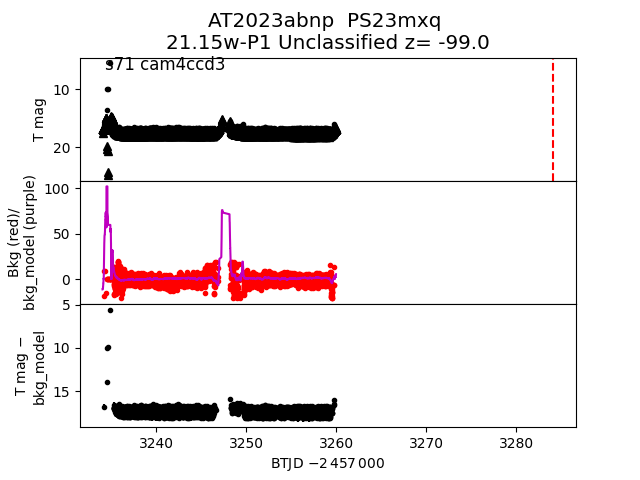 AT2023abnp PS23mxq
21.15w-P1 Unclassified z= -99.0
s71 cam4ccd3
10
20
T mag
100
50
0
Bkg (red)/
bkg_model (purple)
5
10
15
T mag −
bkg_model
3240 3250 3260 3270 3280
BTJD −2 457 000